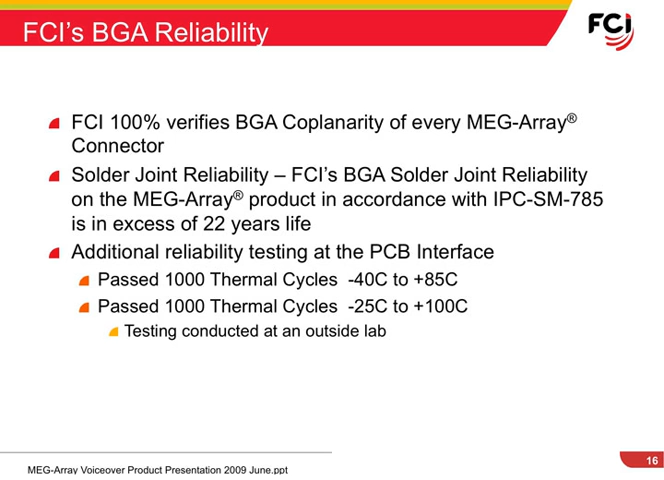 FCI's BGA Reliability
FCI
FCI 100% verifies BGA Coplanarity of every MEG-Array®
Connector
Solder Joint Reliability – FCI's BGA Solder Joint Reliability
on the MEG-Array® product in accordance with IPC-SM-785
is in excess of 22 years life
Additional reliability testing at the PCB Interface
Passed 1000 Thermal Cycles -40C to +85C
Passed 1000 Thermal Cycles -25C to +100C
Testing conducted at an outside lab
16
MEG-Array Voiceover Product Presentation 2009 June.ppt